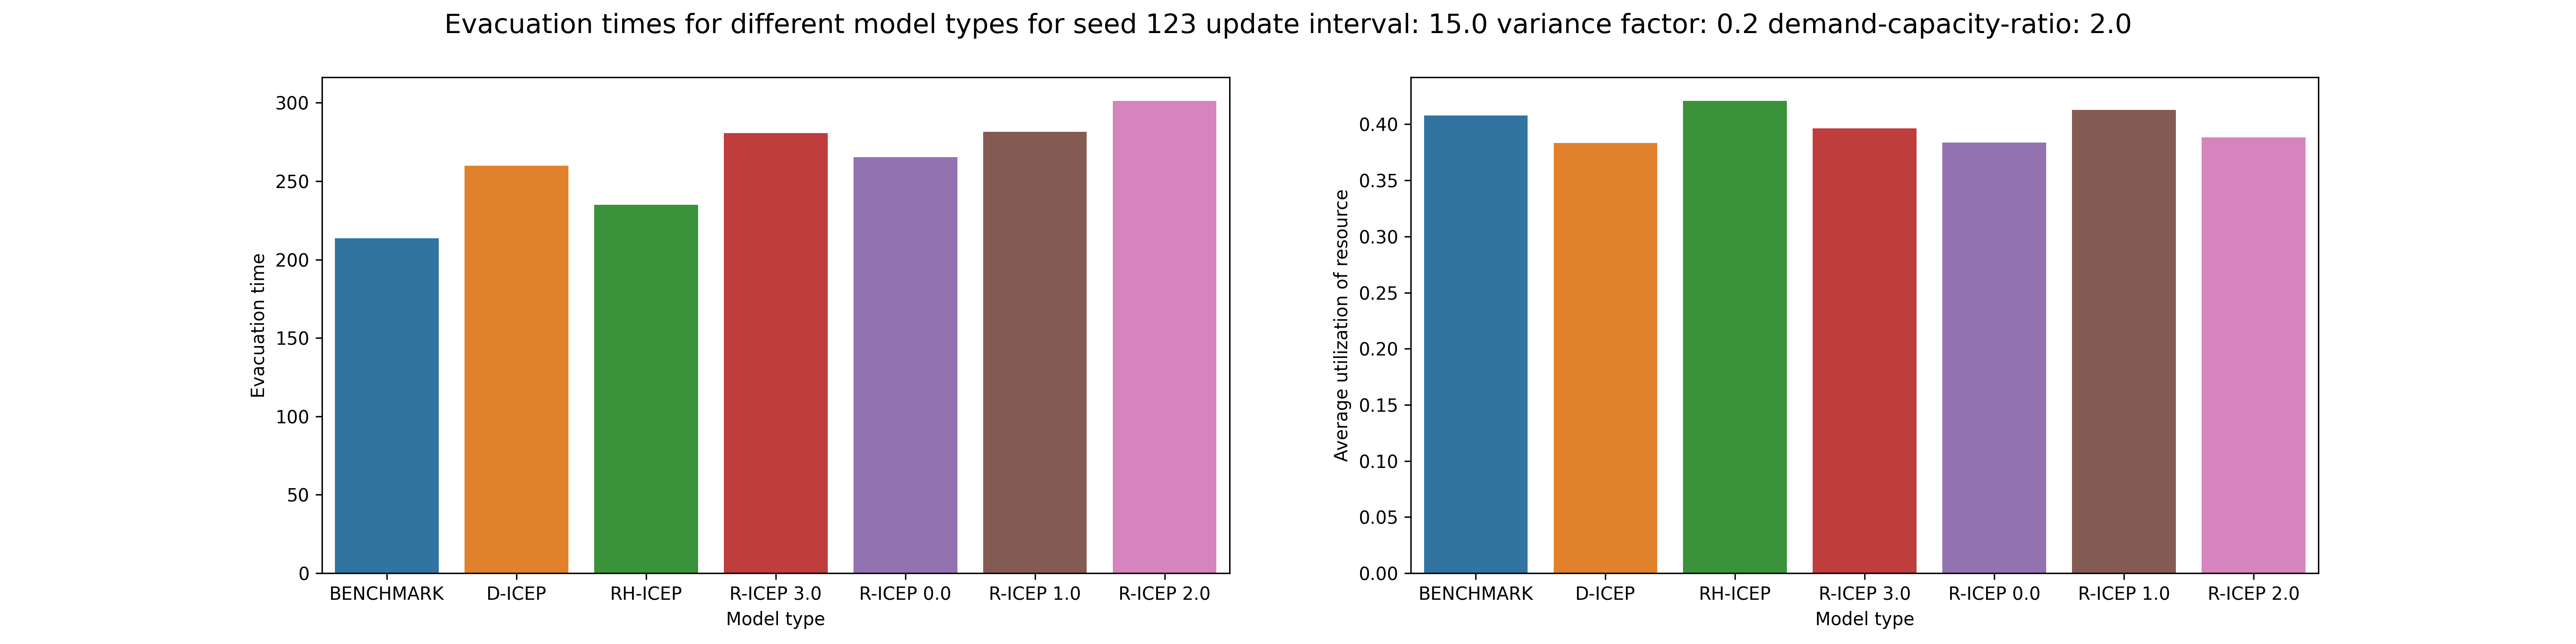 Evacuation times for different model types for seed 123 update interval: 15.0 variance factor: 0.2 demand-capacity-ratio: 2.0
Evacuation time
300
250
200
150
100
50
0
BENCHMARK D-ICEP RH-ICEP R-ICEP 3.0 R-ICEP 0.0 R-ICEP 1.0 R-ICEP 2.0
Model type
Average utilization of resource
0.40
0.35
0.30
0.25
0.20
0.15
0.10
0.05
0.00
BENCHMARK D-ICEP RH-ICEP R-ICEP 3.0 R-ICEP 0.0 R-ICEP 1.0 R-ICEP 2.0
Model type